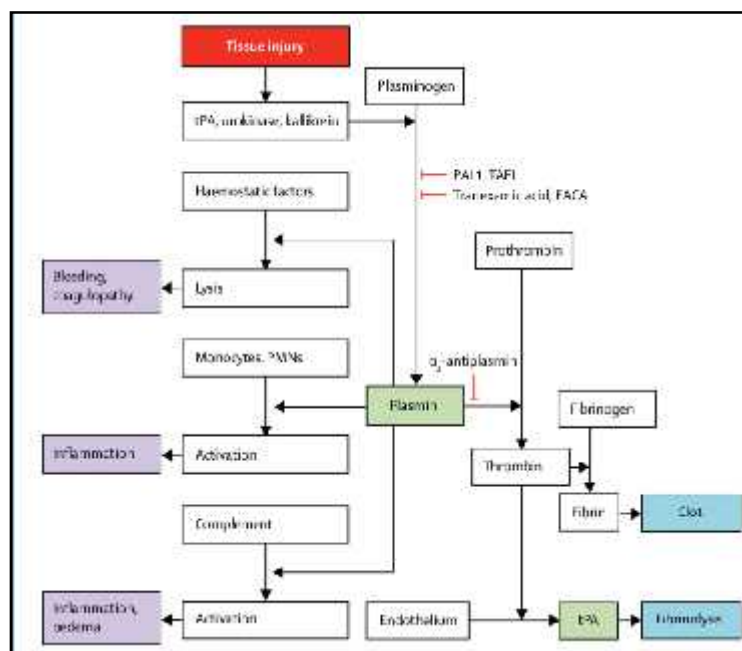 Tissue injury
Plasminogen
tPA, urokinase, kallikrein
PAI 1, TAFI
Tranexamic acid, EACA
Haemostatic factors
Prothrombin
Bleeding,
coagulopathy
Lysis
Monocytes, PMNs
α2-antiplasmin
Plasmin
Fibrinogen
Inflammation
Activation
Thrombin
Fibrin
Clot
Complement
Inflammation,
oedema
Activation
Endothelium
tPA
Fibrinolysis